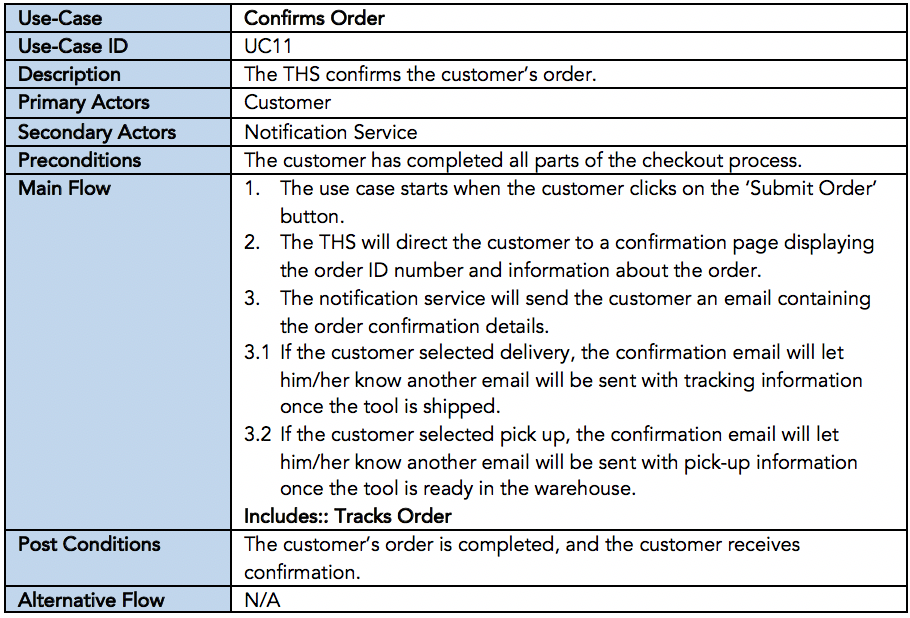 Use-Case Confirms Order
Use-Case ID UC11
Description The THS confirms the customer’s order.
Primary Actors Customer
Secondary Actors Notification Service
Preconditions The customer has completed all parts of the checkout process.
Main Flow 1. The use case starts when the customer clicks on the ‘Submit Order’
button.
2. The THS will direct the customer to a confirmation page displaying
the order ID number and information about the order.
3. The notification service will send the customer an email containing
the order confirmation details.
3.1 If the customer selected delivery, the confirmation email will let
him/her know another email will be sent with tracking information
once the tool is shipped.
3.2 If the customer selected pick up, the confirmation email will let
him/her know another email will be sent with pick-up information
once the tool is ready in the warehouse.
Includes:: Tracks Order
Post Conditions The customer’s order is completed, and the customer receives
confirmation.
Alternative Flow N/A